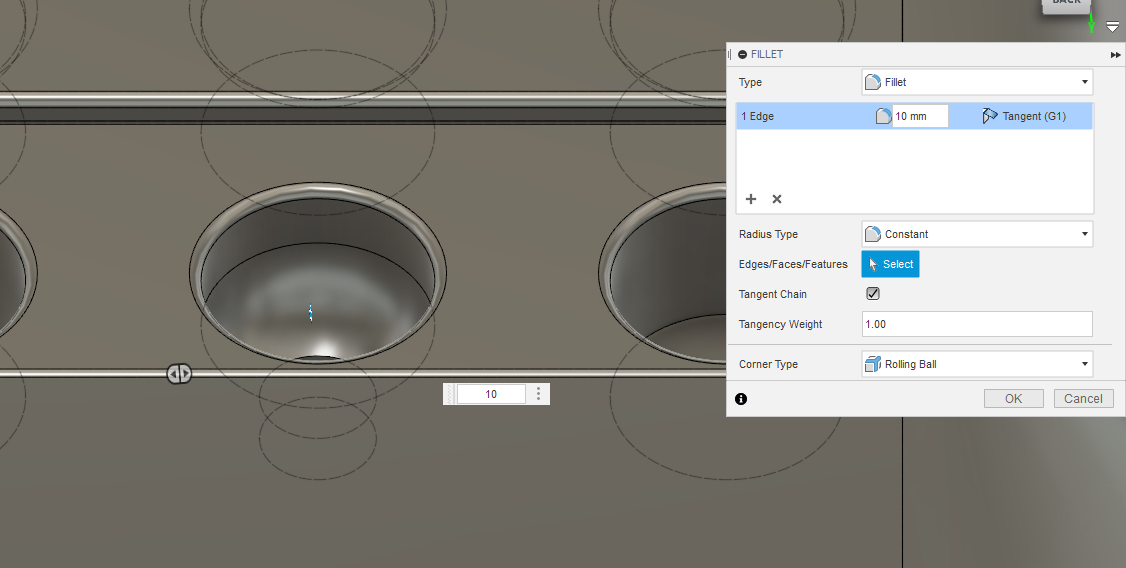 BACK
FILLET
Type
Fillet
1 Edge
10 mm
Tangent (G1)
Radius Type
Constant
Edges/Faces/Features
Select
Tangent Chain
Tangency Weight
1.00
Corner Type
Rolling Ball
10
OK
Cancel